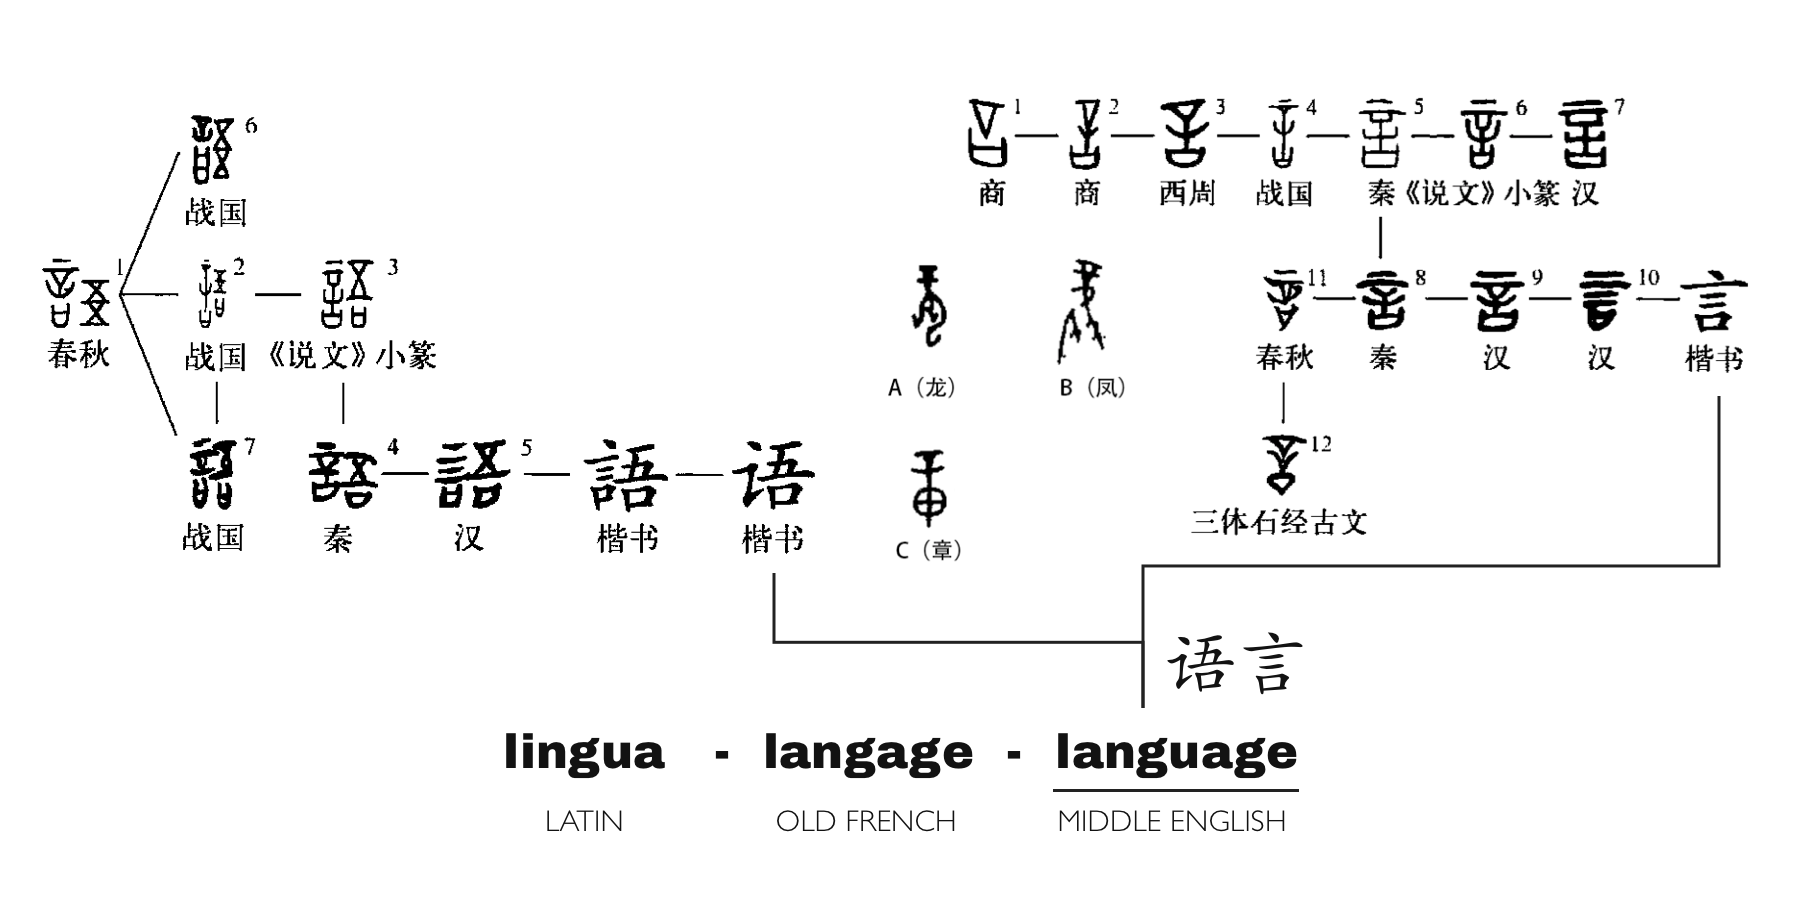 1 2 3 4 5 6 7
商 商 西周 战国 秦 《说文》小篆 汉
6
战国
1 2 3
春秋 战国 《说文》小篆
11 8 9 10 言
春秋 秦 汉 汉 楷书
A（龙） B（凤）
7 4 5 語 语
战国 秦 汉 楷书 楷书
12
三体石经古文
C（章）
语言
lingua - langage - language
LATIN OLD FRENCH MIDDLE ENGLISH